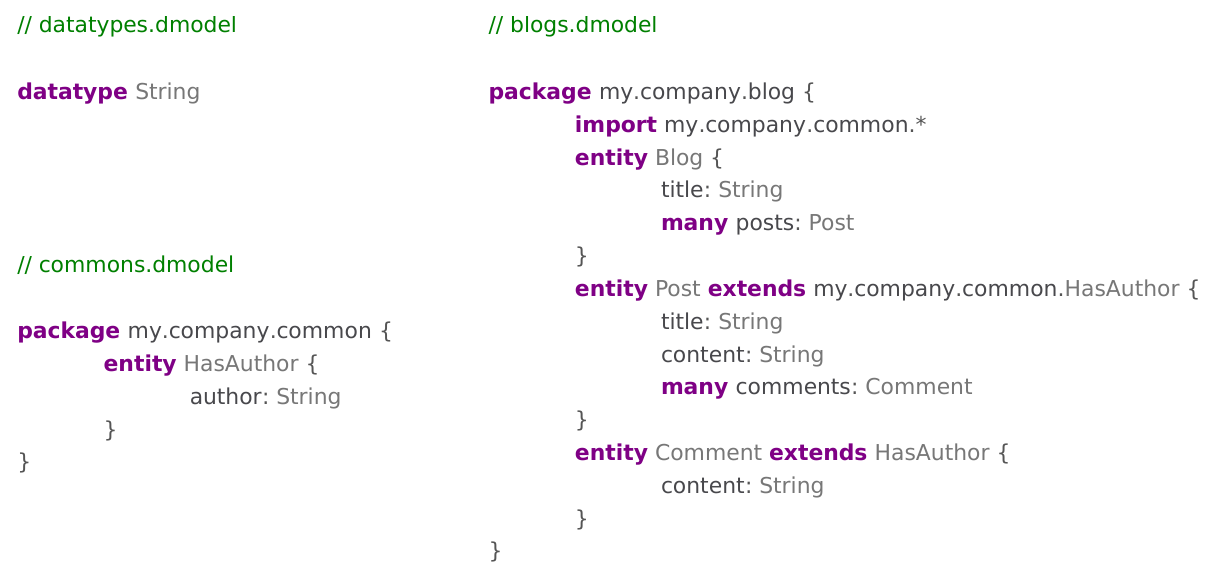 // datatypes.dmodel
datatype String
// commons.dmodel
package my.company.common {
entity HasAuthor {
author: String
}
}
// blogs.dmodel
package my.company.blog {
import my.company.common.*
entity Blog {
title: String
many posts: Post
}
entity Post extends my.company.common.HasAuthor {
title: String
content: String
many comments: Comment
}
entity Comment extends HasAuthor {
content: String
}
}